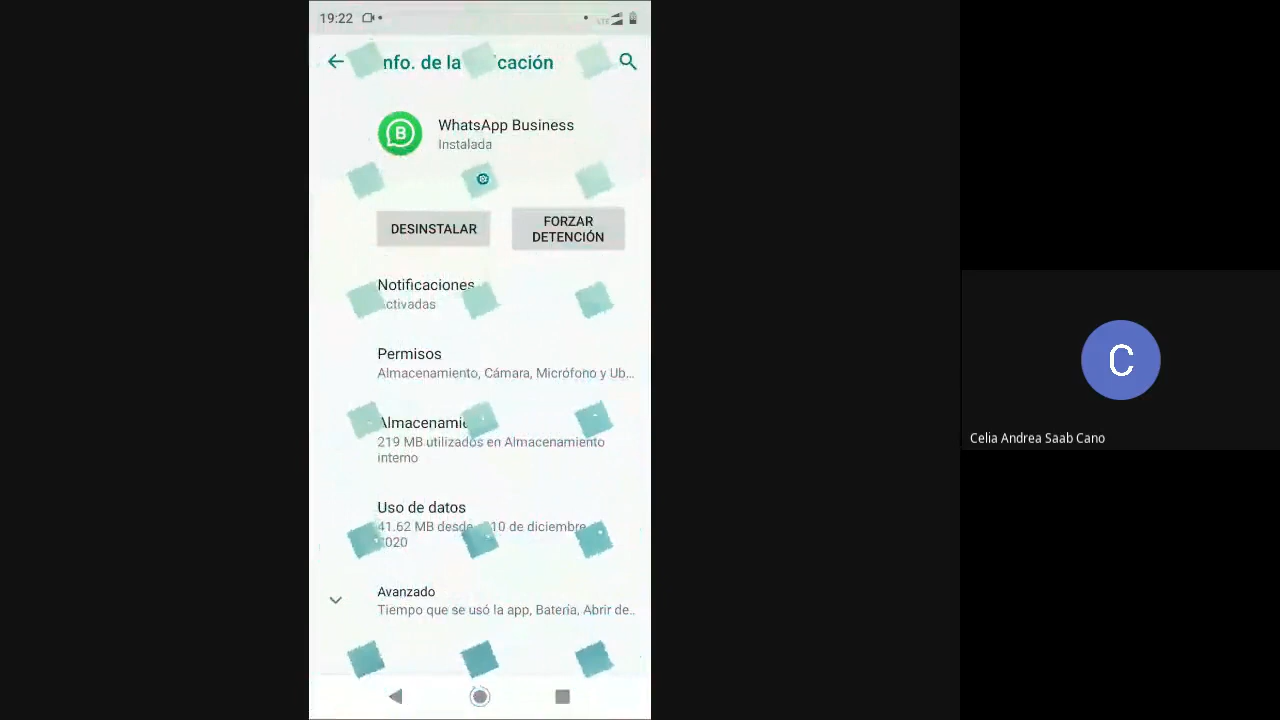 19:22
LTE
nfo. de la cación
B
WhatsApp Business
Instalada
DESINSTALAR
FORZAR
DETENCIÓN
Notificaciones
ctivadas
Permisos
Almacenamiento, Cámara, Micrófono y Ub...
Almacenamie
219 MB utilizados en Almacenamiento
interno
Uso de datos
41.62 MB desde 10 de diciembre
2020
Avanzado
Tiempo que se usó la app, Batería, Abrir de..
C
Celia Andrea Saab Cano